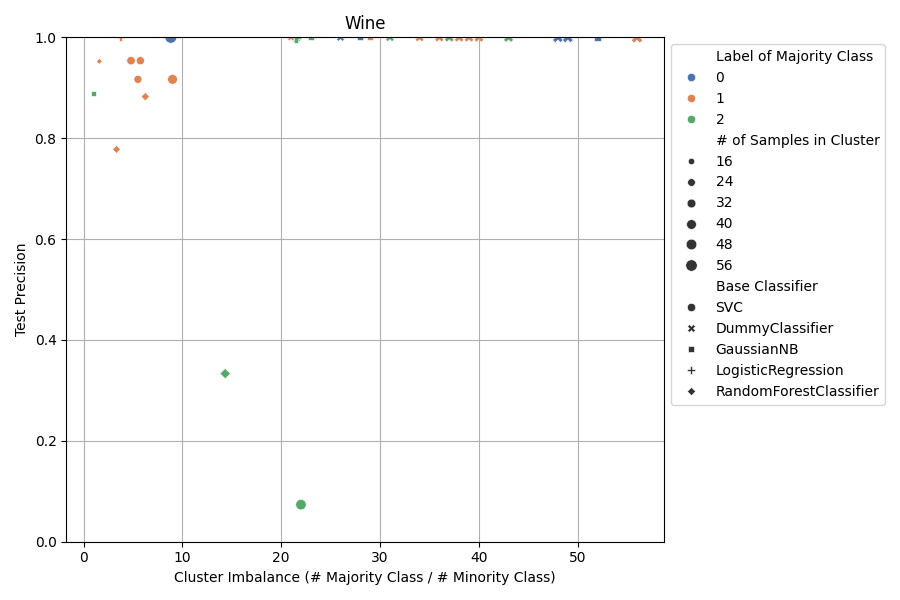 Wine
1.0
0.8
0.6
0.4
0.2
0.0
Test Precision
0
10
20
30
40
50
Cluster Imbalance (# Majority Class / # Minority Class)
Label of Majority Class
0
1
2
# of Samples in Cluster
16
24
32
40
48
56
Base Classifier
SVC
DummyClassifier
GaussianNB
LogisticRegression
RandomForestClassifier